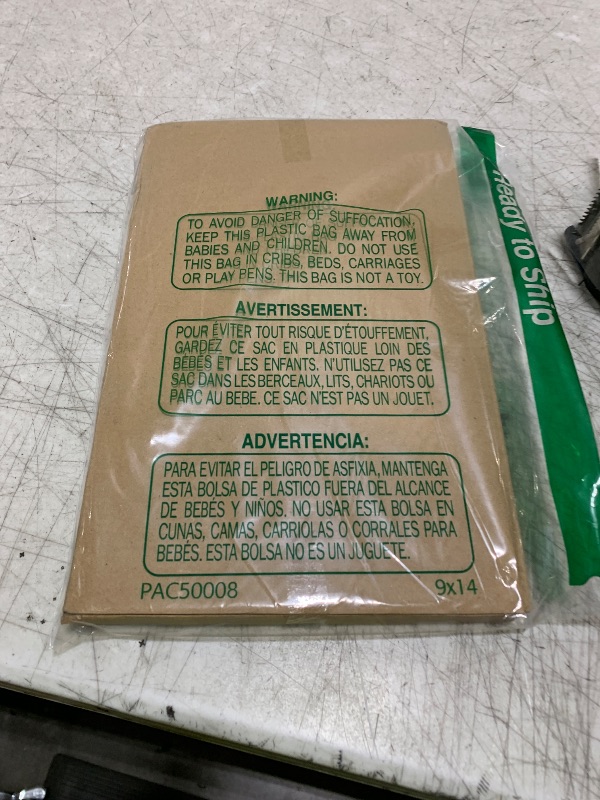 WARNING:
TO AVOID DANGER OF SUFFOCATION,
KEEP THIS PLASTIC BAG AWAY FROM
BABIES AND CHILDREN. DO NOT USE
THIS BAG IN CRIBS, BEDS, CARRIAGES
OR PLAY PENS. THIS BAG IS NOT A TOY.
AVERTISSEMENT:
POUR ÉVITER TOUT RISQUE D'ÉTOUFFEMENT,
GARDEZ CE SAC EN PLASTIQUE LOIN DES
BÉBÉS ET LES ENFANTS. N'UTILISEZ PAS CE
SAC DANS LES BERCEAUX, LITS, CHARIOTS OU
PARC AU BEBE. CE SAC N'EST PAS UN JOUET.
ADVERTENCIA:
PARA EVITAR EL PELIGRO DE ASFIXIA, MANTENGA
ESTA BOLSA DE PLASTICO FUERA DEL ALCANCE
DE BEBÉS Y NIÑOS. NO USAR ESTA BOLSA EN
CUNAS, CAMAS, CARRIOLAS O CORRALES PARA
BEBÉS. ESTA BOLSA NO ES UN JUGUETE.
PAC50008 9x14
Ready to Ship